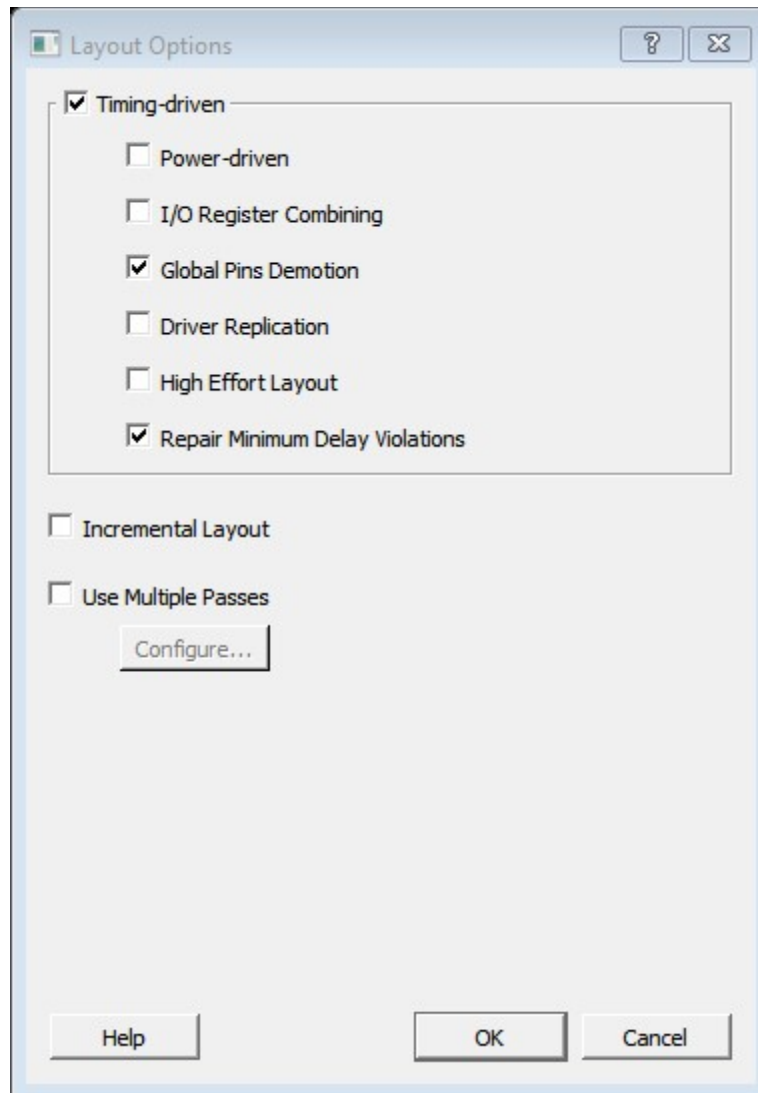 Layout Options
Timing-driven
Power-driven
I/O Register Combining
Global Pins Demotion
Driver Replication
High Effort Layout
Repair Minimum Delay Violations
Incremental Layout
Use Multiple Passes
Configure...
Help OK Cancel